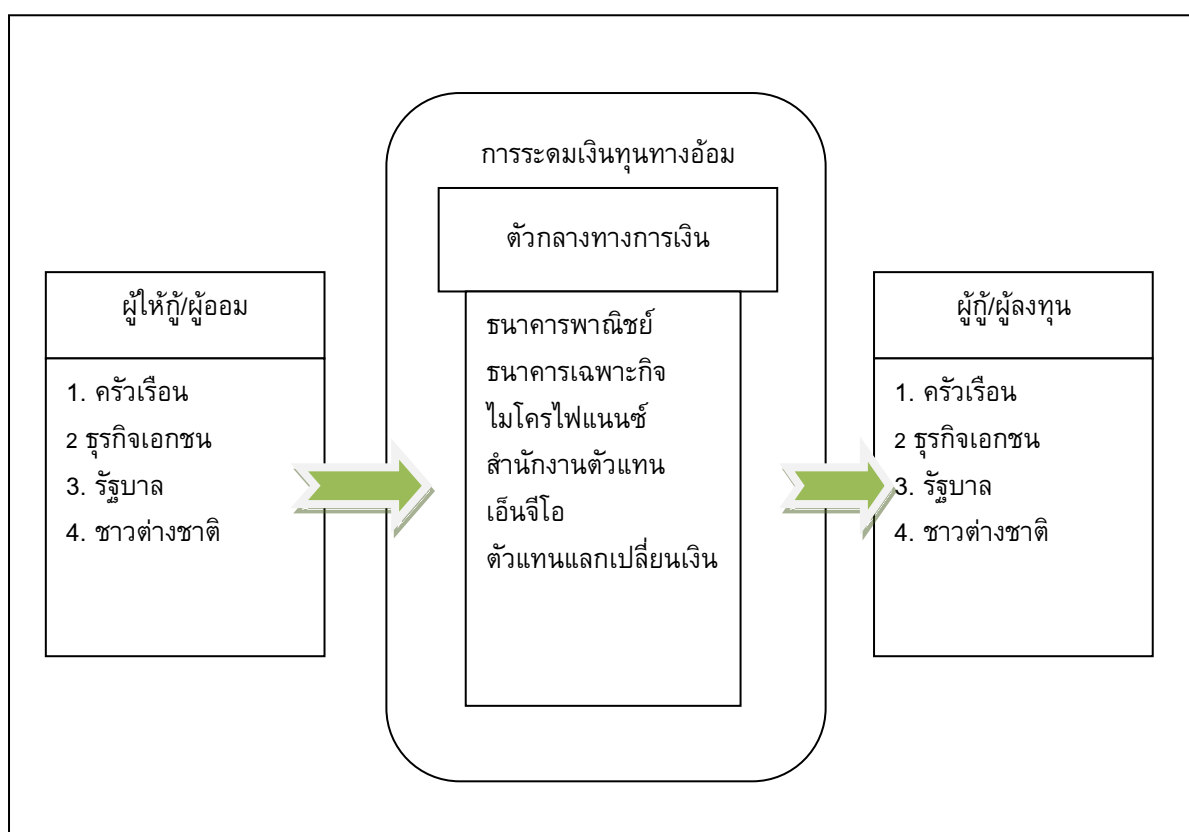 การระดมเงินทุนทางอ้อม
ตัวกลางทางการเงิน
ผู้ให้กู้/ผู้ออม
1. ครัวเรือน
2 ธุรกิจเอกชน
3. รัฐบาล
4. ชาวต่างชาติ
ธนาคารพาณิชย์
ธนาคารเฉพาะกิจ
ไมโครไฟแนนซ์
สำนักงานตัวแทน
เอ็นจีโอ
ตัวแทนแลกเปลี่ยนเงิน
ผู้กู้/ผู้ลงทุน
1. ครัวเรือน
2 ธุรกิจเอกชน
3. รัฐบาล
4. ชาวต่างชาติ